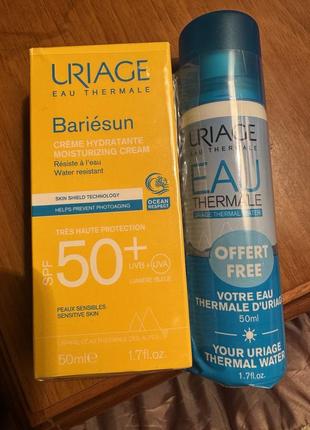 URIAGE
EAU THERMALE
Bariésun
CRÈME HYDRATANTE
MOISTURIZING CREAM
Résiste à l'eau
Water resistant
SKIN SHIELD TECHNOLOGY
HELPS PREVENT PHOTOAGING
OCEAN
RESPECT
TRÈS HAUTE PROTECTION
SPF
50+
UVB + UVA
LUMIÈRE BLEUE
PEAUX SENSIBLES
SENSITIVE SKIN
50ml e
1.7fl.oz.
URIAGE
EAU THERMALE
EAU
THERMALE
URIAGE THERMAL WATER
OFFERT
FREE
VOTRE EAU
THERMALE D'URIAGE
50ml
YOUR URIAGE
THERMAL WATER
1.7fl.oz.